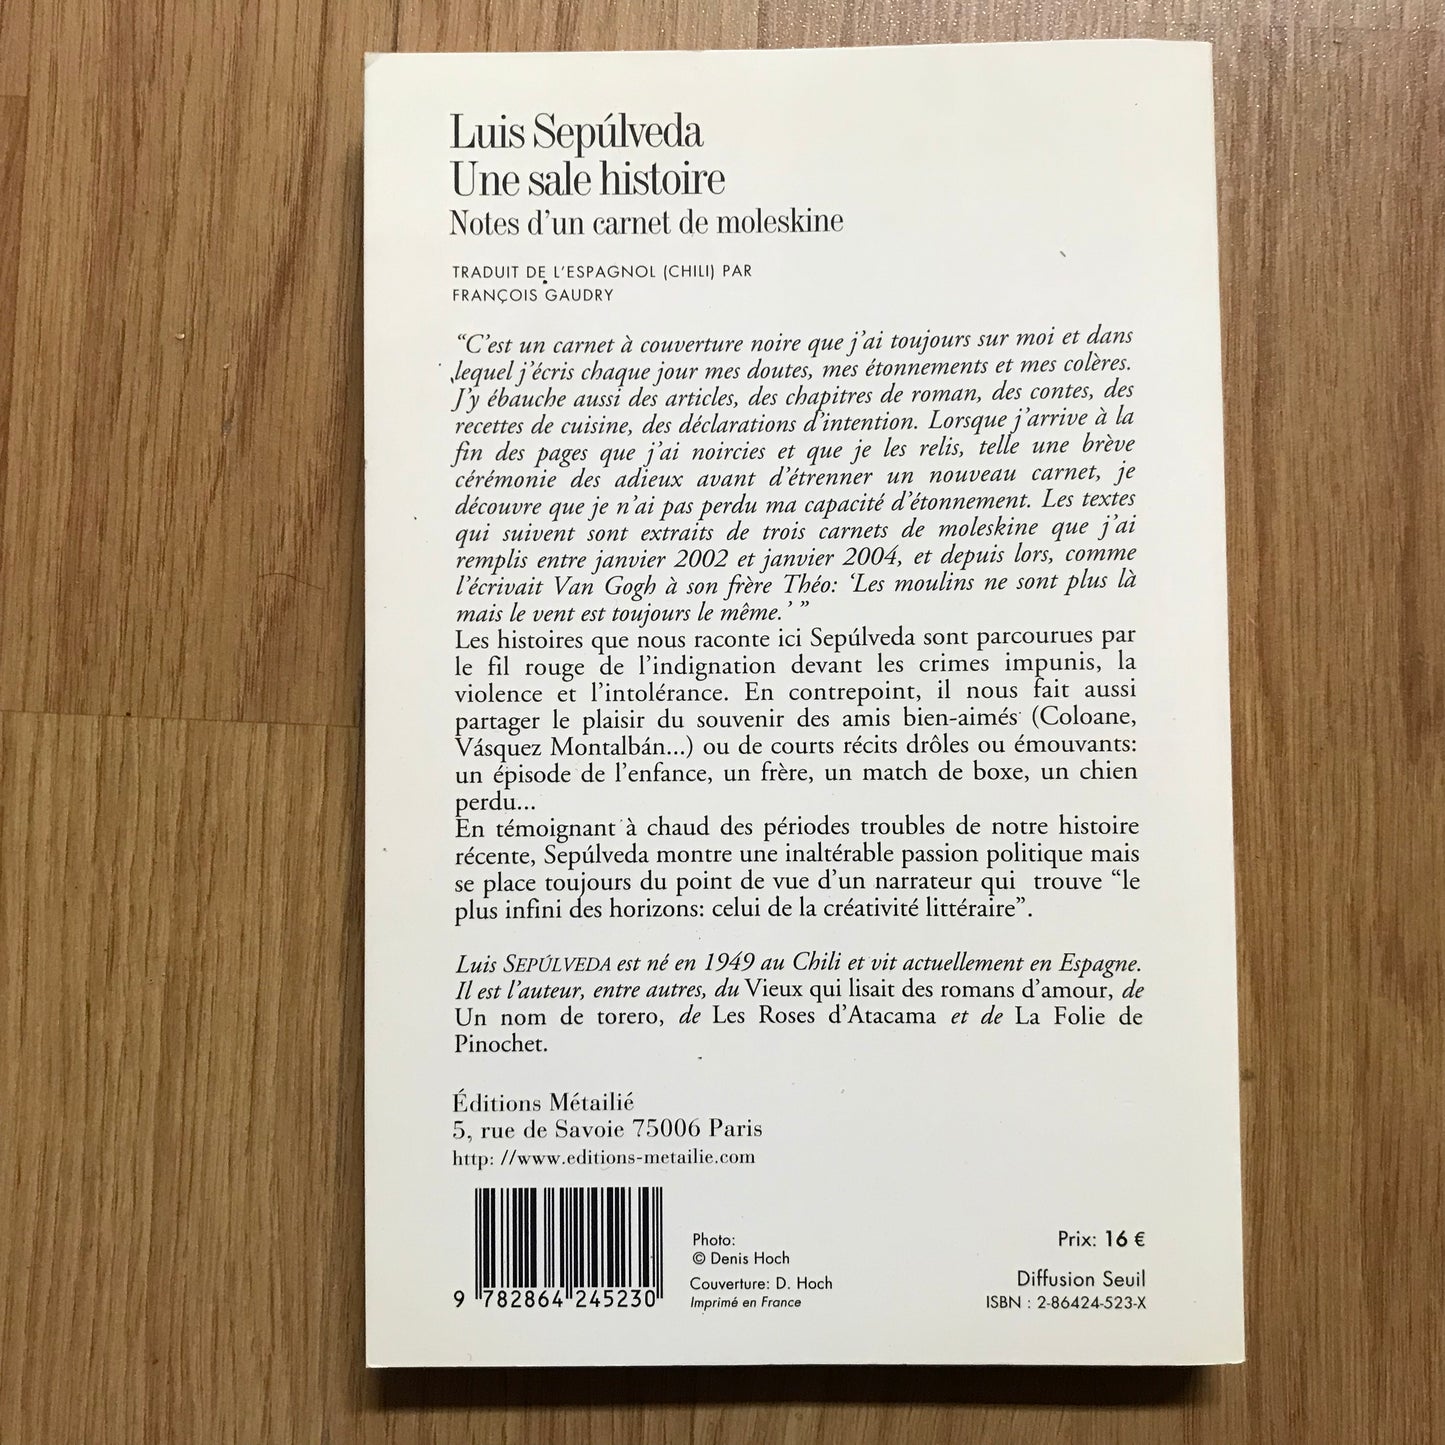 Luis Sepúlveda
Une sale histoire
Notes d'un carnet de moleskine
TRADUIT DE L'ESPAGNOL (CHILI) PAR
FRANÇOIS GAUDRY
“C'est un carnet à couverture noire que j'ai toujours sur moi et dans
lequel j'écris chaque jour mes doutes, mes étonnements et mes colères.
J'y ébauche aussi des articles, des chapitres de roman, des contes, des
recettes de cuisine, des déclarations d'intention. Lorsque j'arrive à la
fin des pages que j'ai noircies et que je les relis, telle une brève
cérémonie des adieux avant d'étrenner un nouveau carnet, je
découvre que je n'ai pas perdu ma capacité d'étonnement. Les textes
qui suivent sont extraits de trois carnets de moleskine que j'ai
remplis entre janvier 2002 et janvier 2004, et depuis lors, comme
l'écrivait Van Gogh à son frère Théo: ‘Les moulins ne sont plus là
mais le vent est toujours le même.’ ”
Les histoires que nous raconte ici Sepúlveda sont parcourues par
le fil rouge de l'indignation devant les crimes impunis, la
violence et l'intolérance. En contrepoint, il nous fait aussi
partager le plaisir du souvenir des amis bien-aimés (Coloane,
Vásquez Montalbán...) ou de courts récits drôles ou émouvants:
un épisode de l'enfance, un frère, un match de boxe, un chien
perdu...
En témoignant à chaud des périodes troubles de notre histoire
récente, Sepúlveda montre une inaltérable passion politique mais
se place toujours du point de vue d'un narrateur qui trouve “le
plus infini des horizons: celui de la créativité littéraire”.
Luis SEPÚLVEDA est né en 1949 au Chili et vit actuellement en Espagne.
Il est l'auteur, entre autres, du Vieux qui lisait des romans d'amour, de
Un nom de torero, de Les Roses d'Atacama et de La Folie de
Pinochet.
Éditions Métailié
5, rue de Savoie 75006 Paris
http: //www.editions-metailie.com
9 782864 245230
Photo:
© Denis Hoch
Couverture: D. Hoch
Imprimé en France
Prix: 16 €
Diffusion Seuil
ISBN : 2-86424-523-X